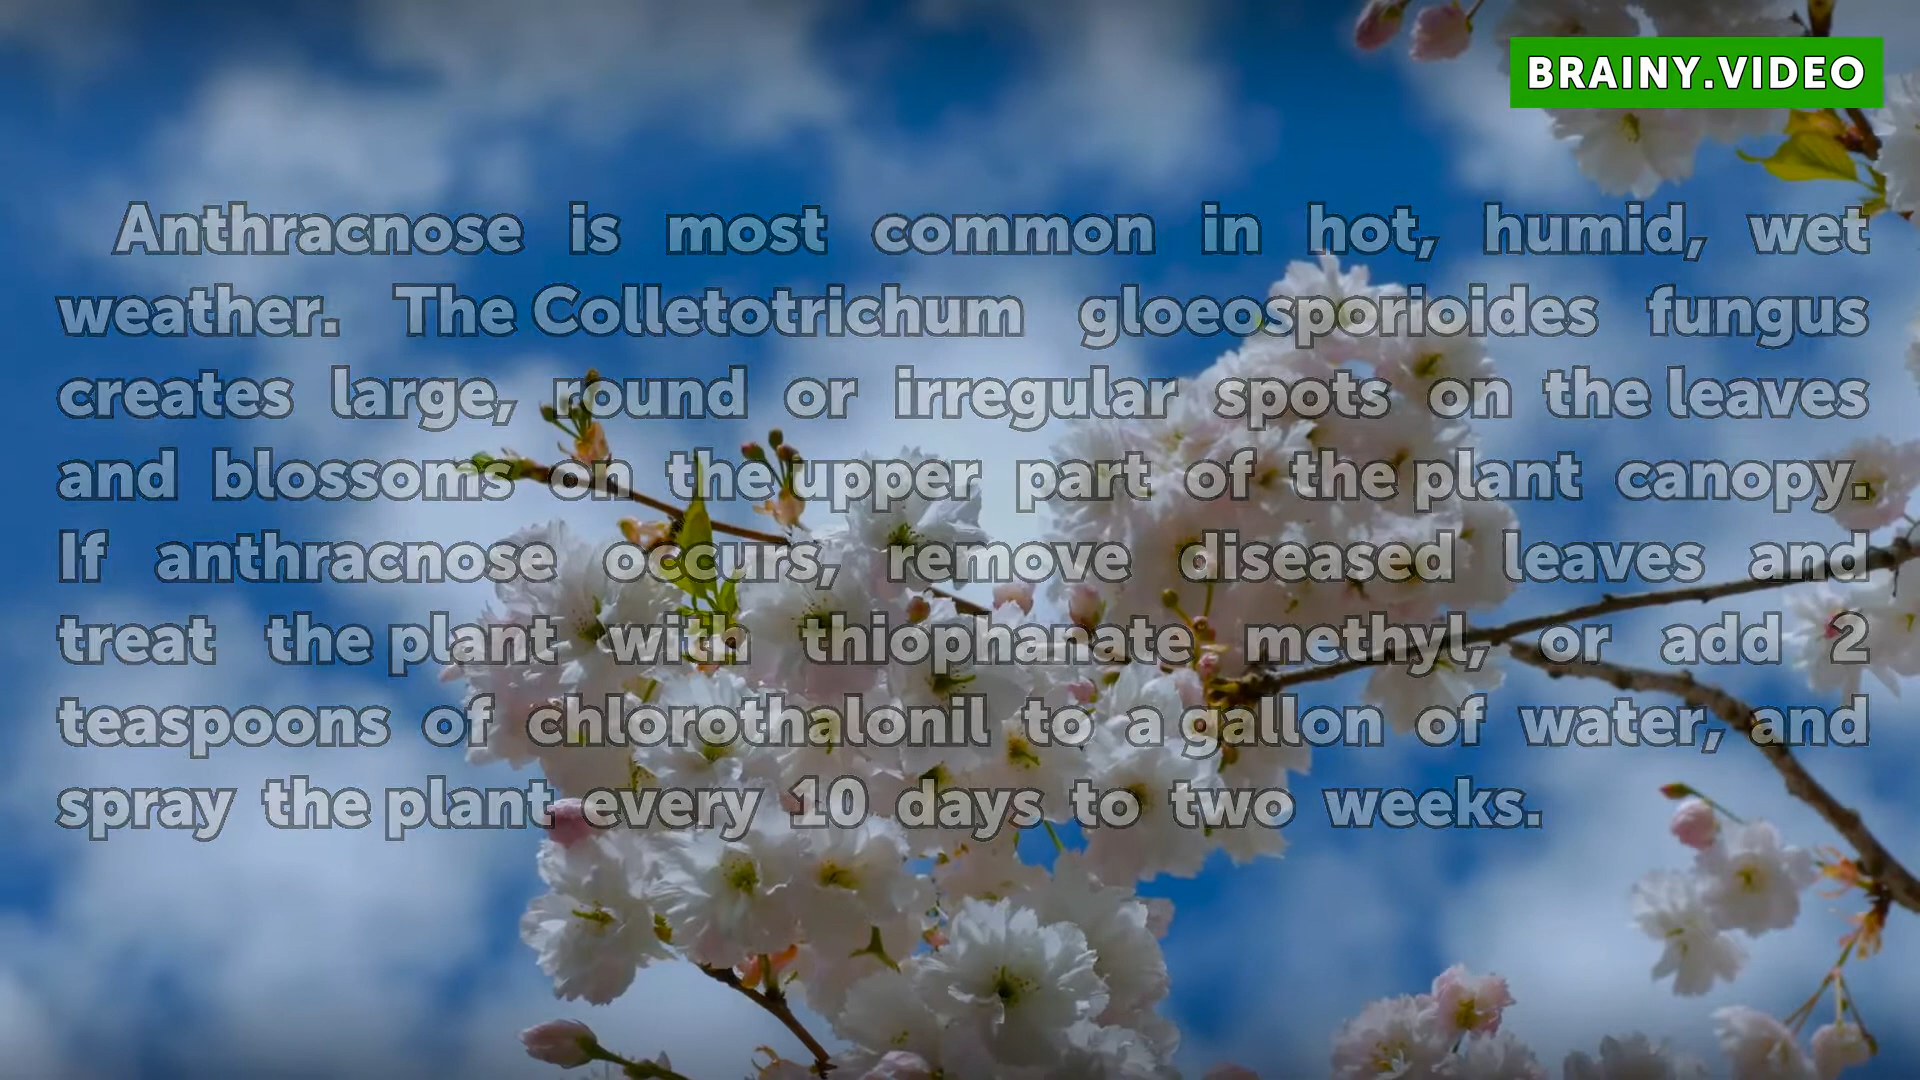 BRAINY.VIDEO
Anthracnose is most common in hot, humid, wet
weather. The Colletotrichum gloeosporioides fungus
creates large, round or irregular spots on the leaves
and blossoms on the upper part of the plant canopy.
If anthracnose occurs, remove diseased leaves and
treat the plant with thiophanate methyl, or add 2
teaspoons of chlorothalonil to a gallon of water, and
spray the plant every 10 days to two weeks.